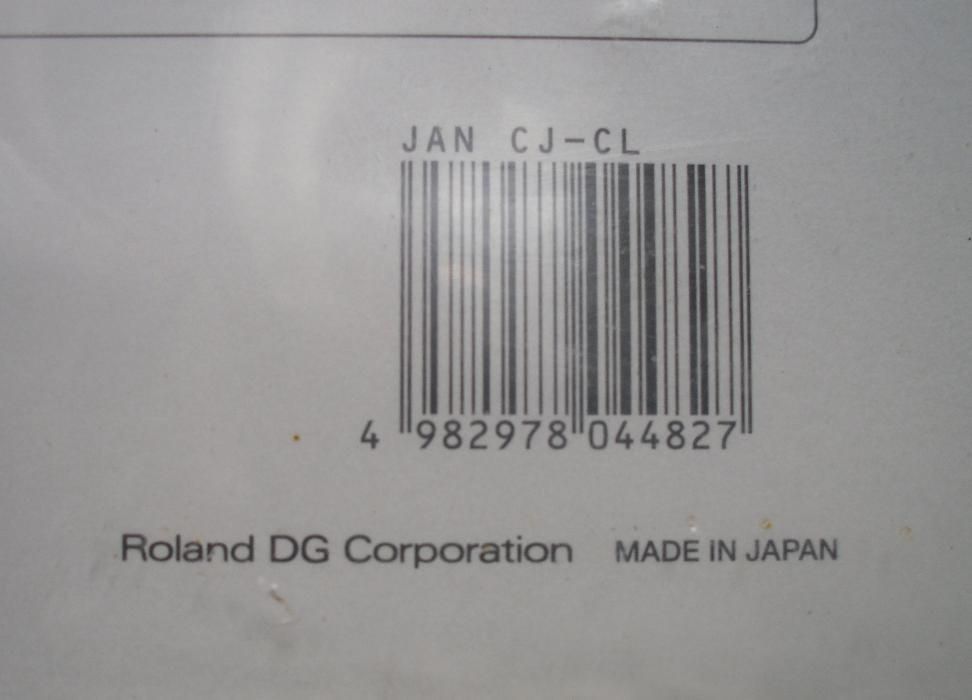 JAN CJ-CL
4 982978 044827
Roland DG Corporation MADE IN JAPAN